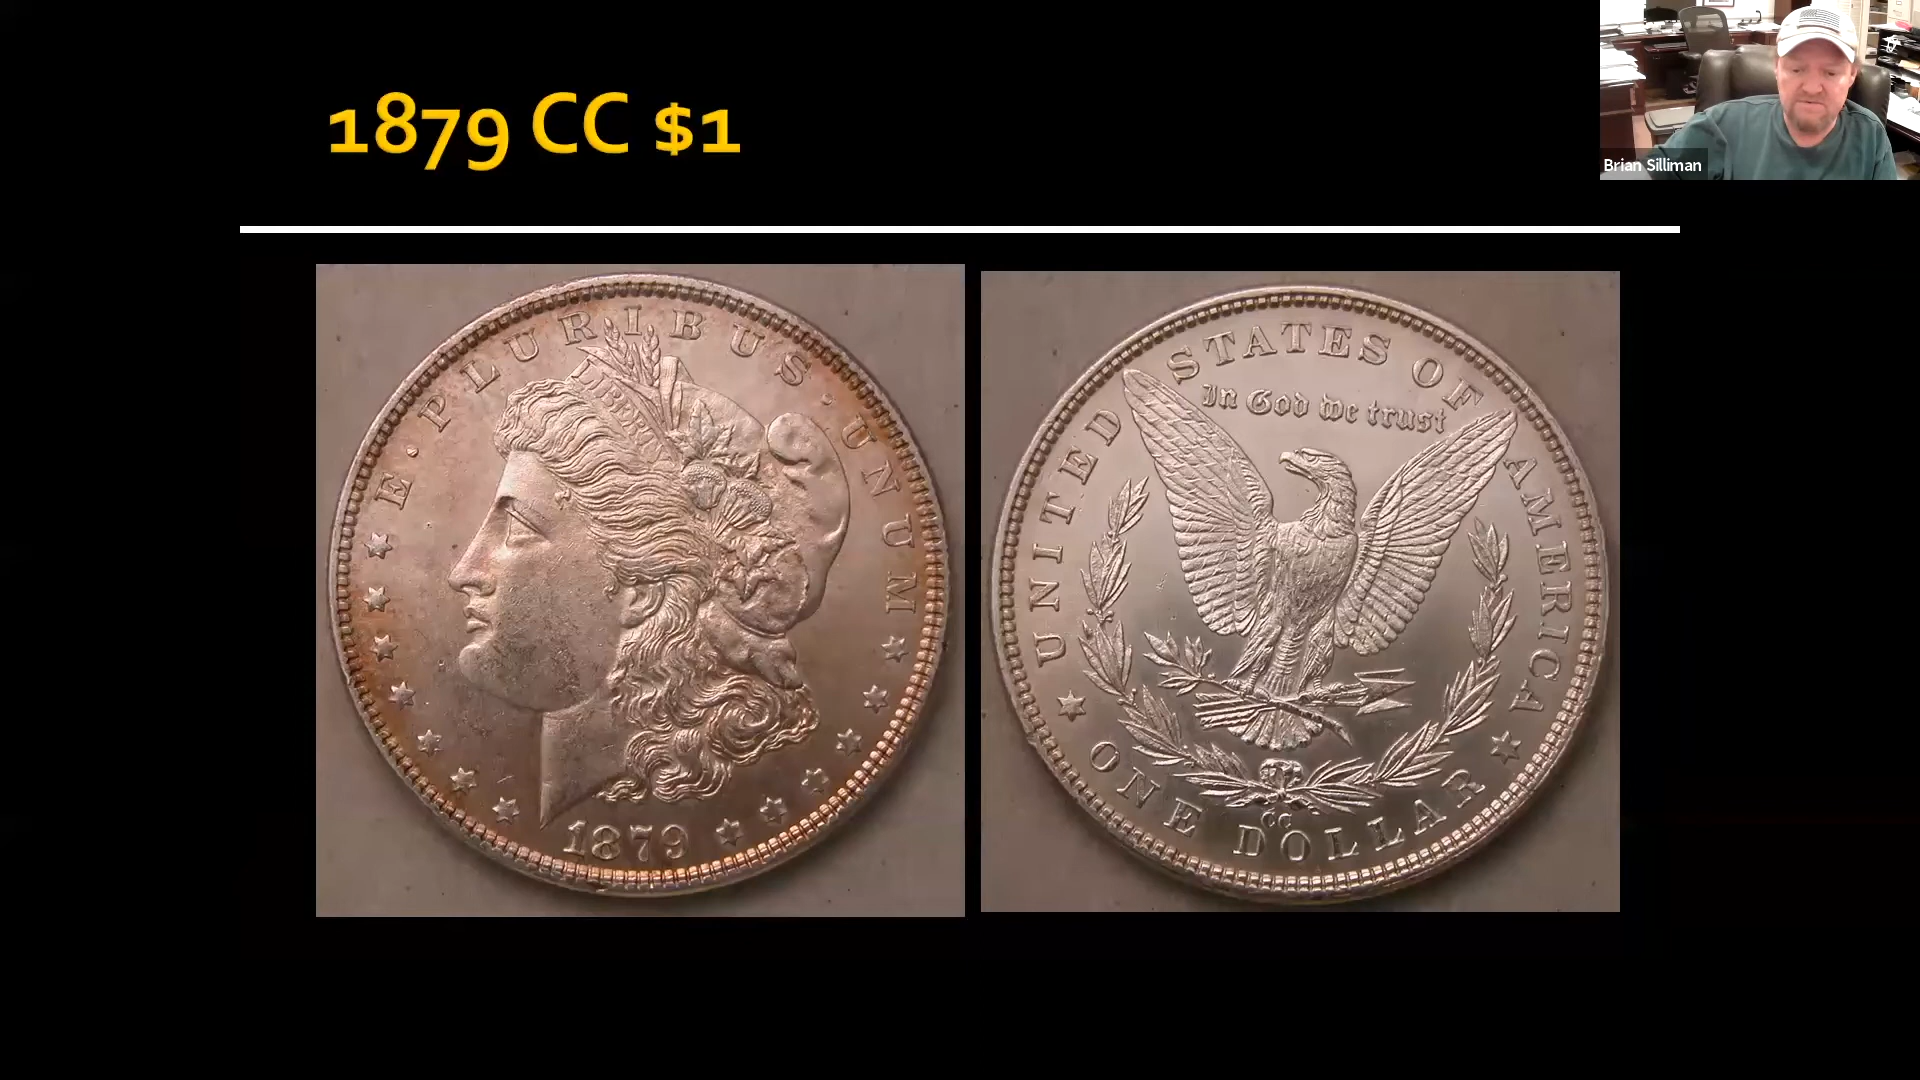 1879 CC $1
Brian Silliman
E · PLURIBUS · UNUM
LIBERTY
1879
UNITED STATES OF AMERICA
In God we trust
CC
ONE DOLLAR